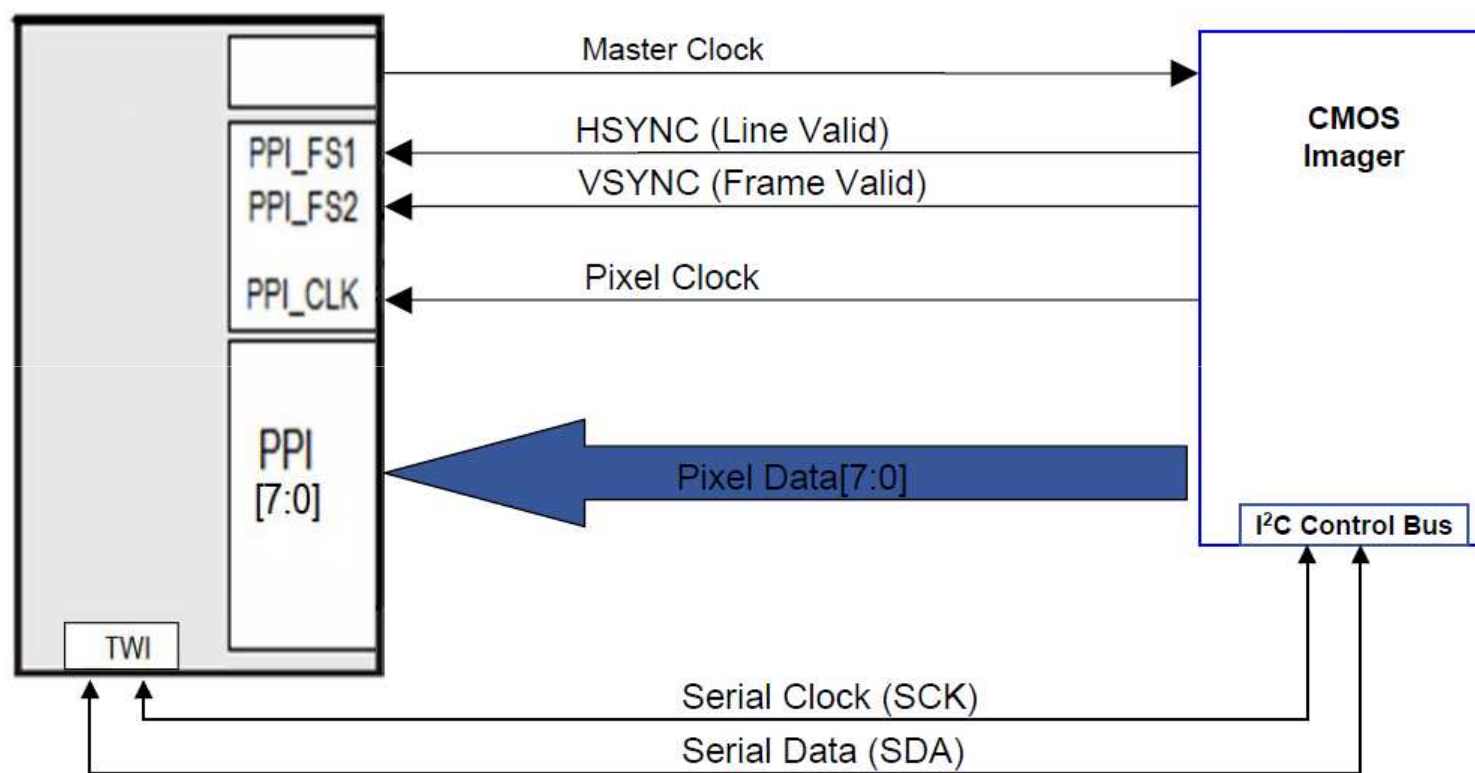 Master Clock
HSYNC (Line Valid)
VSYNC (Frame Valid)
Pixel Clock
Pixel Data[7:0]
PPI_FS1
PPI_FS2
PPI_CLK
PPI
[7:0]
TWI
CMOS
Imager
I²C Control Bus
Serial Clock (SCK)
Serial Data (SDA)